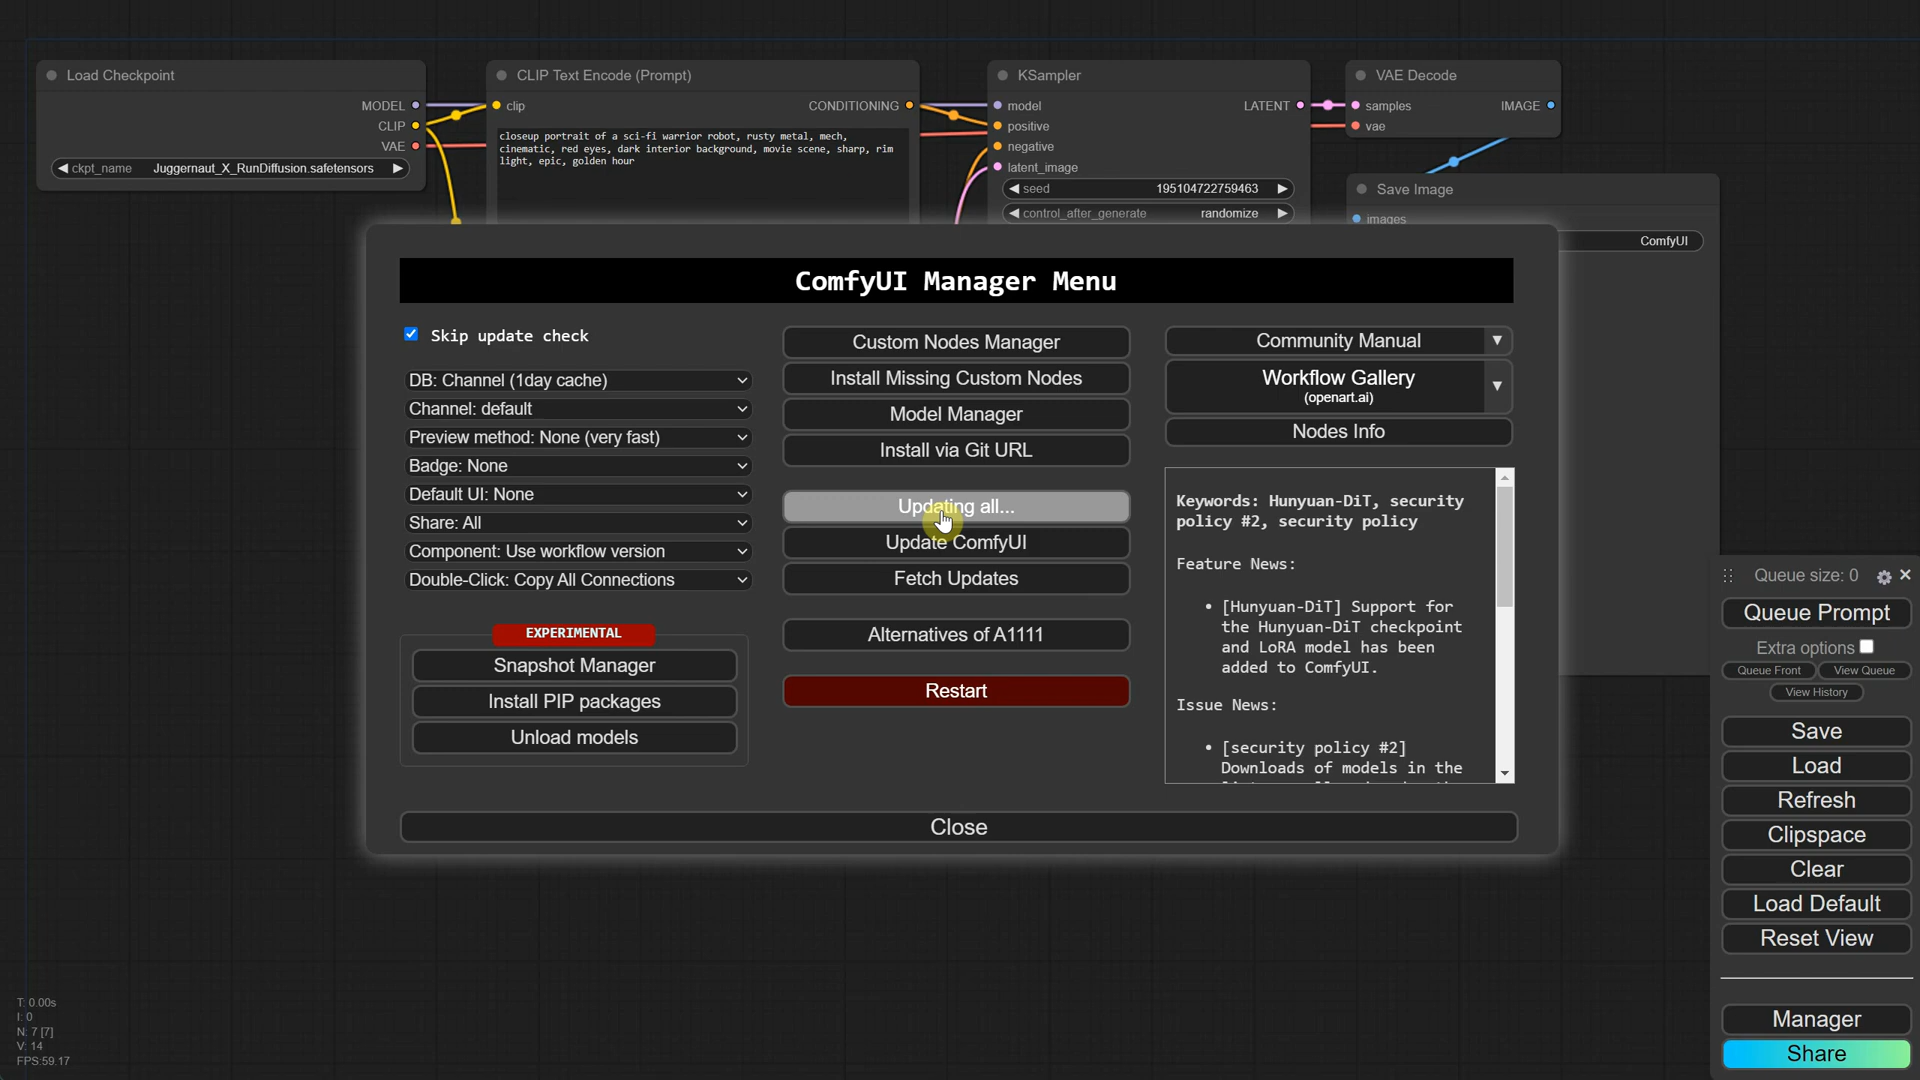 Load Checkpoint
MODEL
CLIP
VAE
ckpt_name Juggernaut_X_RunDiffusion.safetensors
CLIP Text Encode (Prompt)
clip CONDITIONING
closeup portrait of a sci-fi warrior robot, rusty metal, mech,
cinematic, red eyes, dark interior background, movie scene, sharp, rim
light, epic, golden hour
KSampler
model LATENT
positive
negative
latent_image
seed 195104722759463
control_after_generate randomize
VAE Decode
samples IMAGE
vae
Save Image
images
ComfyUI
ComfyUI Manager Menu
Skip update check
DB: Channel (1day cache)
Channel: default
Preview method: None (very fast)
Badge: None
Default UI: None
Share: All
Component: Use workflow version
Double-Click: Copy All Connections
EXPERIMENTAL
Snapshot Manager
Install PIP packages
Unload models
Custom Nodes Manager
Install Missing Custom Nodes
Model Manager
Install via Git URL
Updating all...
Update ComfyUI
Fetch Updates
Alternatives of A1111
Restart
Community Manual
Workflow Gallery
(openart.ai)
Nodes Info
Keywords: Hunyuan-DiT, security
policy #2, security policy
Feature News:
• [Hunyuan-DiT] Support for
the Hunyuan-DiT checkpoint
and LoRA model has been
added to ComfyUI.
Issue News:
• [security policy #2]
Downloads of models in the
Close
Queue size: 0
Queue Prompt
Extra options
Queue Front
View Queue
View History
Save
Load
Refresh
Clipspace
Clear
Load Default
Reset View
Manager
Share
T: 0.00s
I: 0
N: 7 [7]
V: 14
FPS:59.17